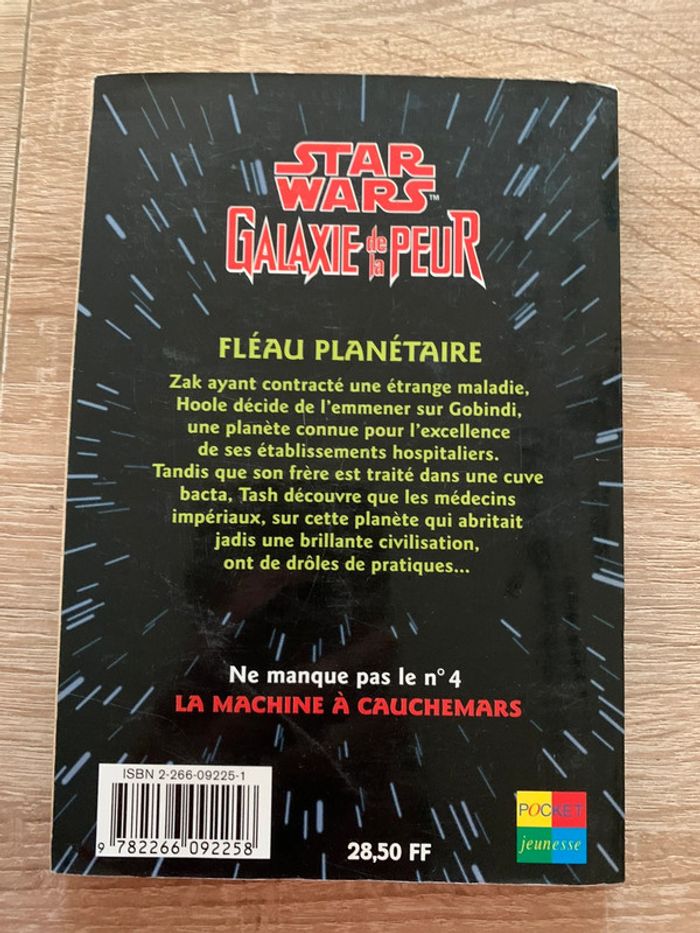 STAR
WARS™
GALAXIE de la PEUR
FLÉAU PLANÉTAIRE
Zak ayant contracté une étrange maladie,
Hoole décide de l'emmener sur Gobindi,
une planète connue pour l'excellence
de ses établissements hospitaliers.
Tandis que son frère est traité dans une cuve
bacta, Tash découvre que les médecins
impériaux, sur cette planète qui abritait
jadis une brillante civilisation,
ont de drôles de pratiques...
Ne manque pas le n° 4
LA MACHINE À CAUCHEMARS
ISBN 2-266-09225-1
9 782266 092258
28,50 FF
POCKET
jeunesse